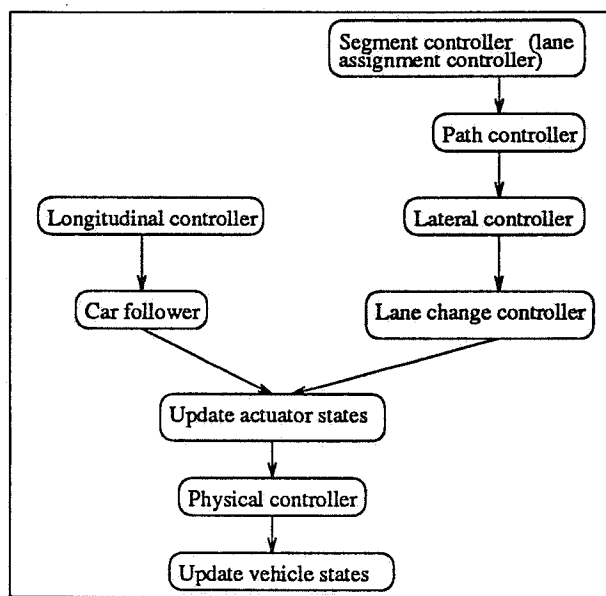 Segment controller (lane
assignment controller)
Path controller
Longitudinal controller
Lateral controller
Car follower
Lane change controller
Update actuator states
Physical controller
Update vehicle states